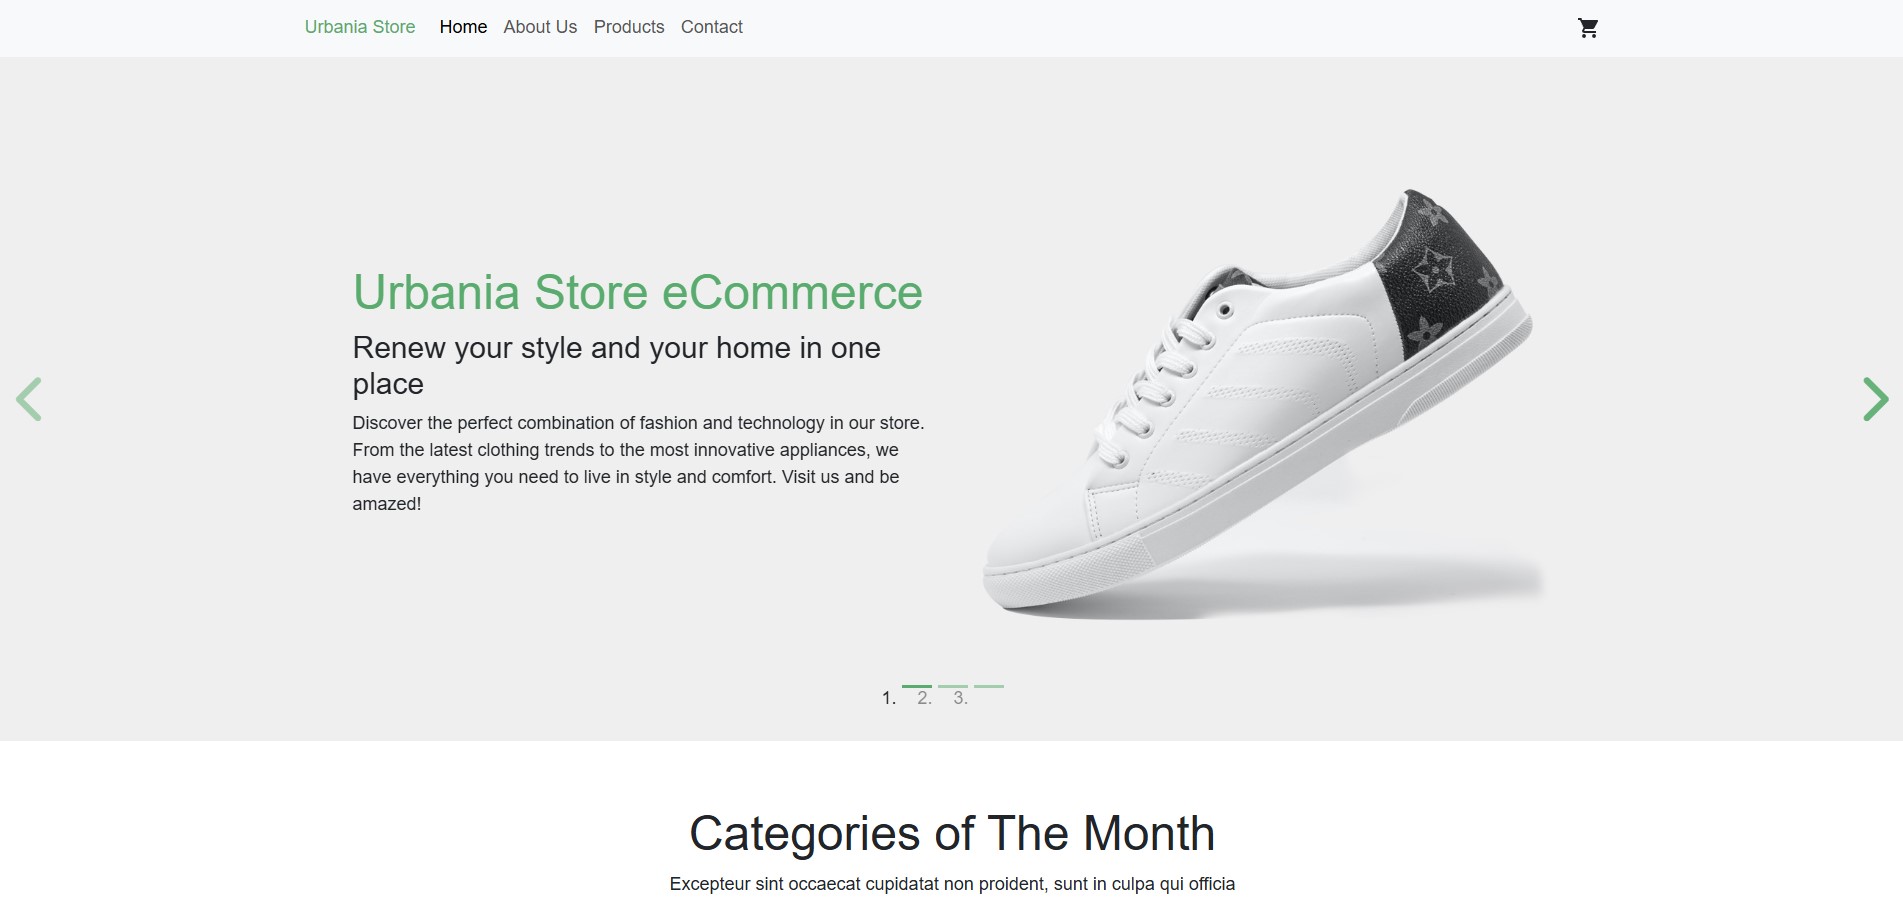 Urbania Store Home About Us Products Contact
Urbania Store eCommerce
Renew your style and your home in one
place
Discover the perfect combination of fashion and technology in our store.
From the latest clothing trends to the most innovative appliances, we
have everything you need to live in style and comfort. Visit us and be
amazed!
1. 2. 3.
Categories of The Month
Excepteur sint occaecat cupidatat non proident, sunt in culpa qui officia